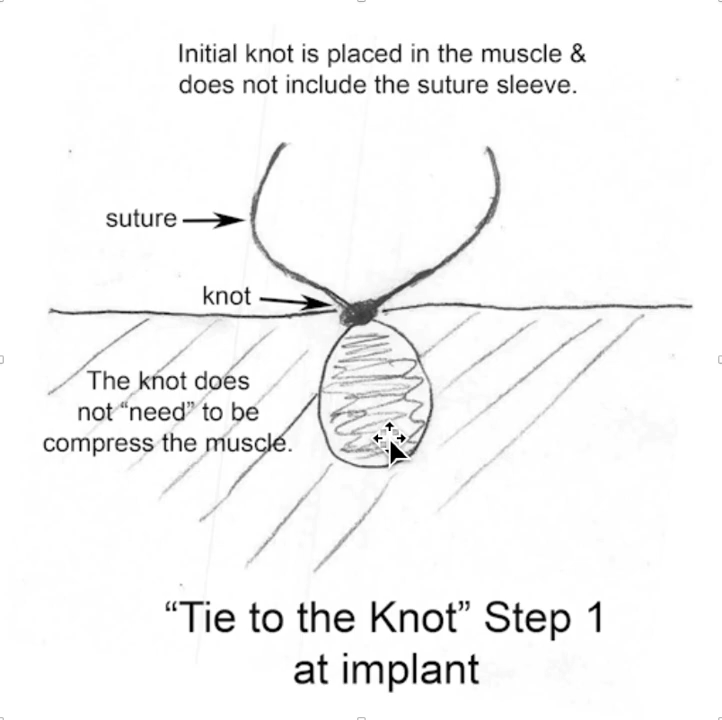 Initial knot is placed in the muscle &
does not include the suture sleeve.
suture
knot
The knot does
not “need” to be
compress the muscle.
“Tie to the Knot” Step 1
at implant